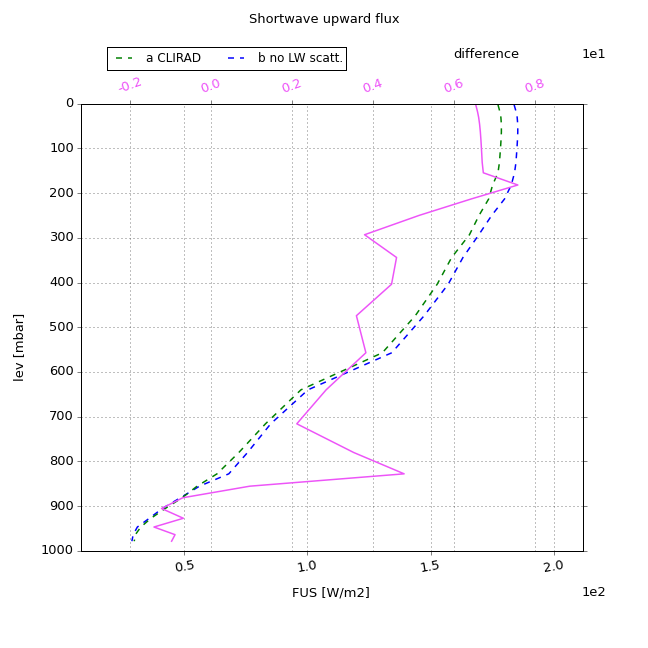 Shortwave upward flux
a CLIRAD
b no LW scatt.
difference
1e1
-0.2 0.0 0.2 0.4 0.6 0.8
0
100
200
300
400
500
600
700
800
900
1000
lev [mbar]
0.5 1.0 1.5 2.0
FUS [W/m2]
1e2